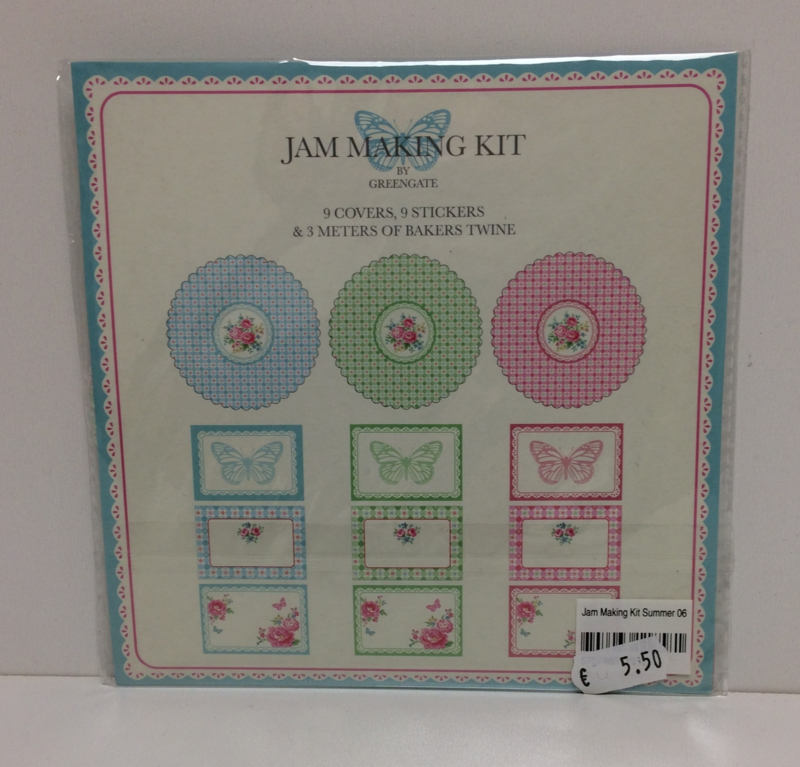 JAM MAKING KIT
BY
GREENGATE
9 COVERS, 9 STICKERS
& 3 METERS OF BAKERS TWINE
Jam Making Kit Summer 06
€ 5.50